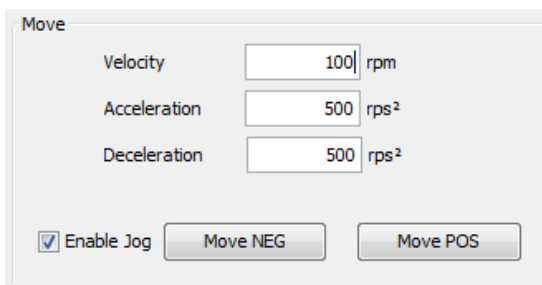 Move
Velocity 100 rpm
Acceleration 500 rps²
Deceleration 500 rps²
Enable Jog Move NEG Move POS